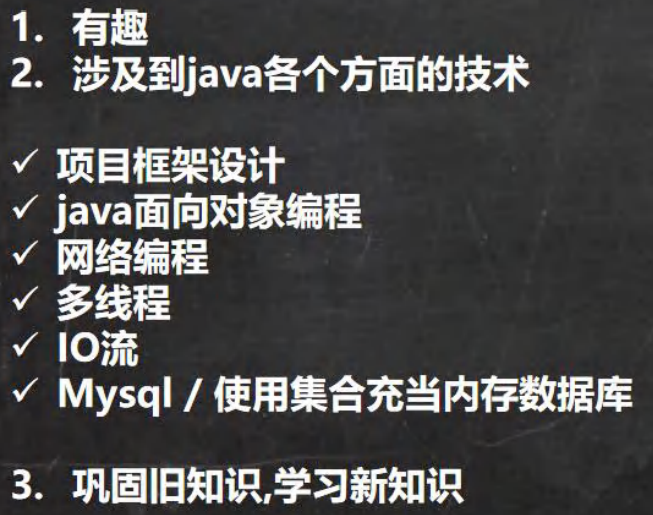 1. 有趣
2. 涉及到java各个方面的技术
✓ 项目框架设计
✓ java面向对象编程
✓ 网络编程
✓ 多线程
✓ IO流
✓ Mysql / 使用集合充当内存数据库
3. 巩固旧知识,学习新知识